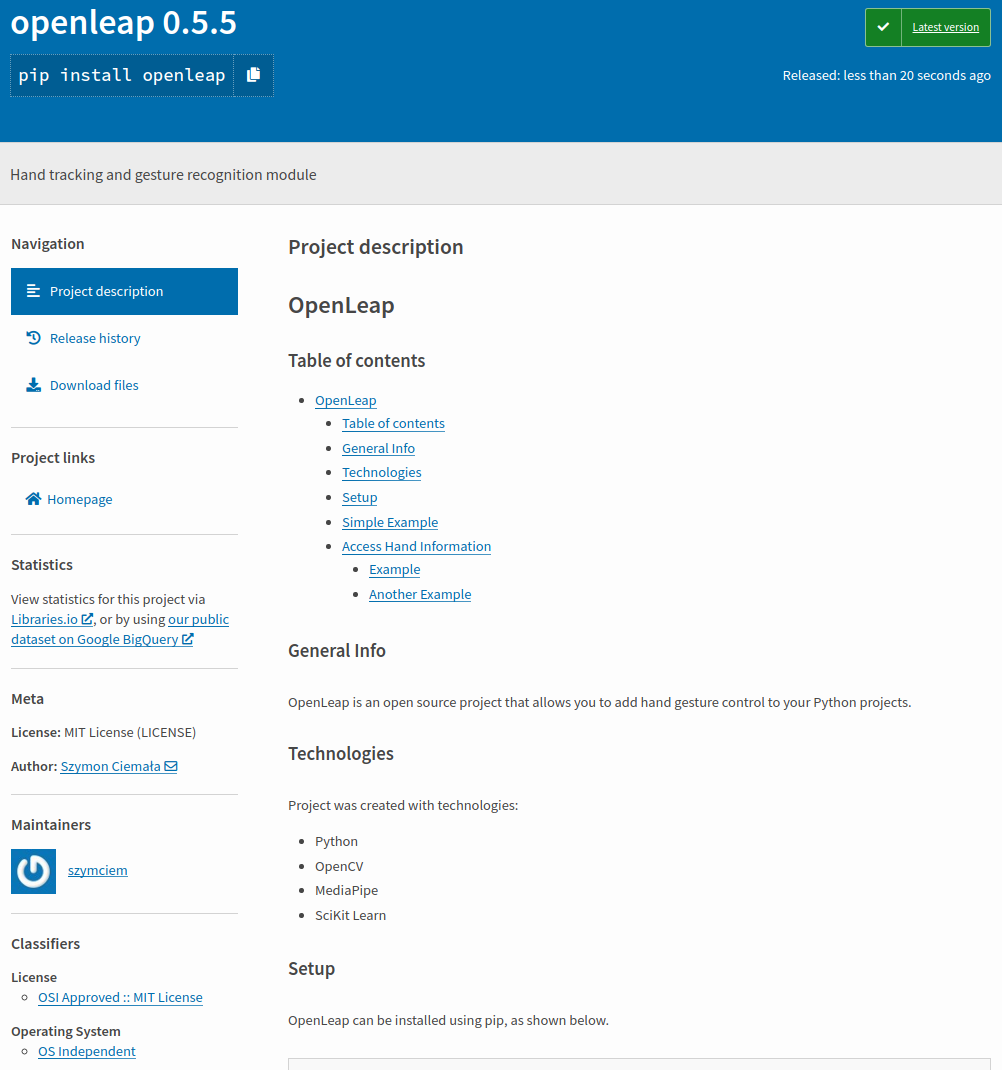 openleap 0.5.5
Latest version
pip install openleap
Released: less than 20 seconds ago
Hand tracking and gesture recognition module
Navigation
Project description
Release history
Download files
Project links
Homepage
Statistics
View statistics for this project via
Libraries.io, or by using our public
dataset on Google BigQuery
Meta
License: MIT License (LICENSE)
Author: Szymon Ciemała
Maintainers
szymciem
Classifiers
License
OSI Approved :: MIT License
Operating System
OS Independent
Project description
OpenLeap
Table of contents
OpenLeap
Table of contents
General Info
Technologies
Setup
Simple Example
Access Hand Information
Example
Another Example
General Info
OpenLeap is an open source project that allows you to add hand gesture control to your Python projects.
Technologies
Project was created with technologies:
Python
OpenCV
MediaPipe
SciKit Learn
Setup
OpenLeap can be installed using pip, as shown below.